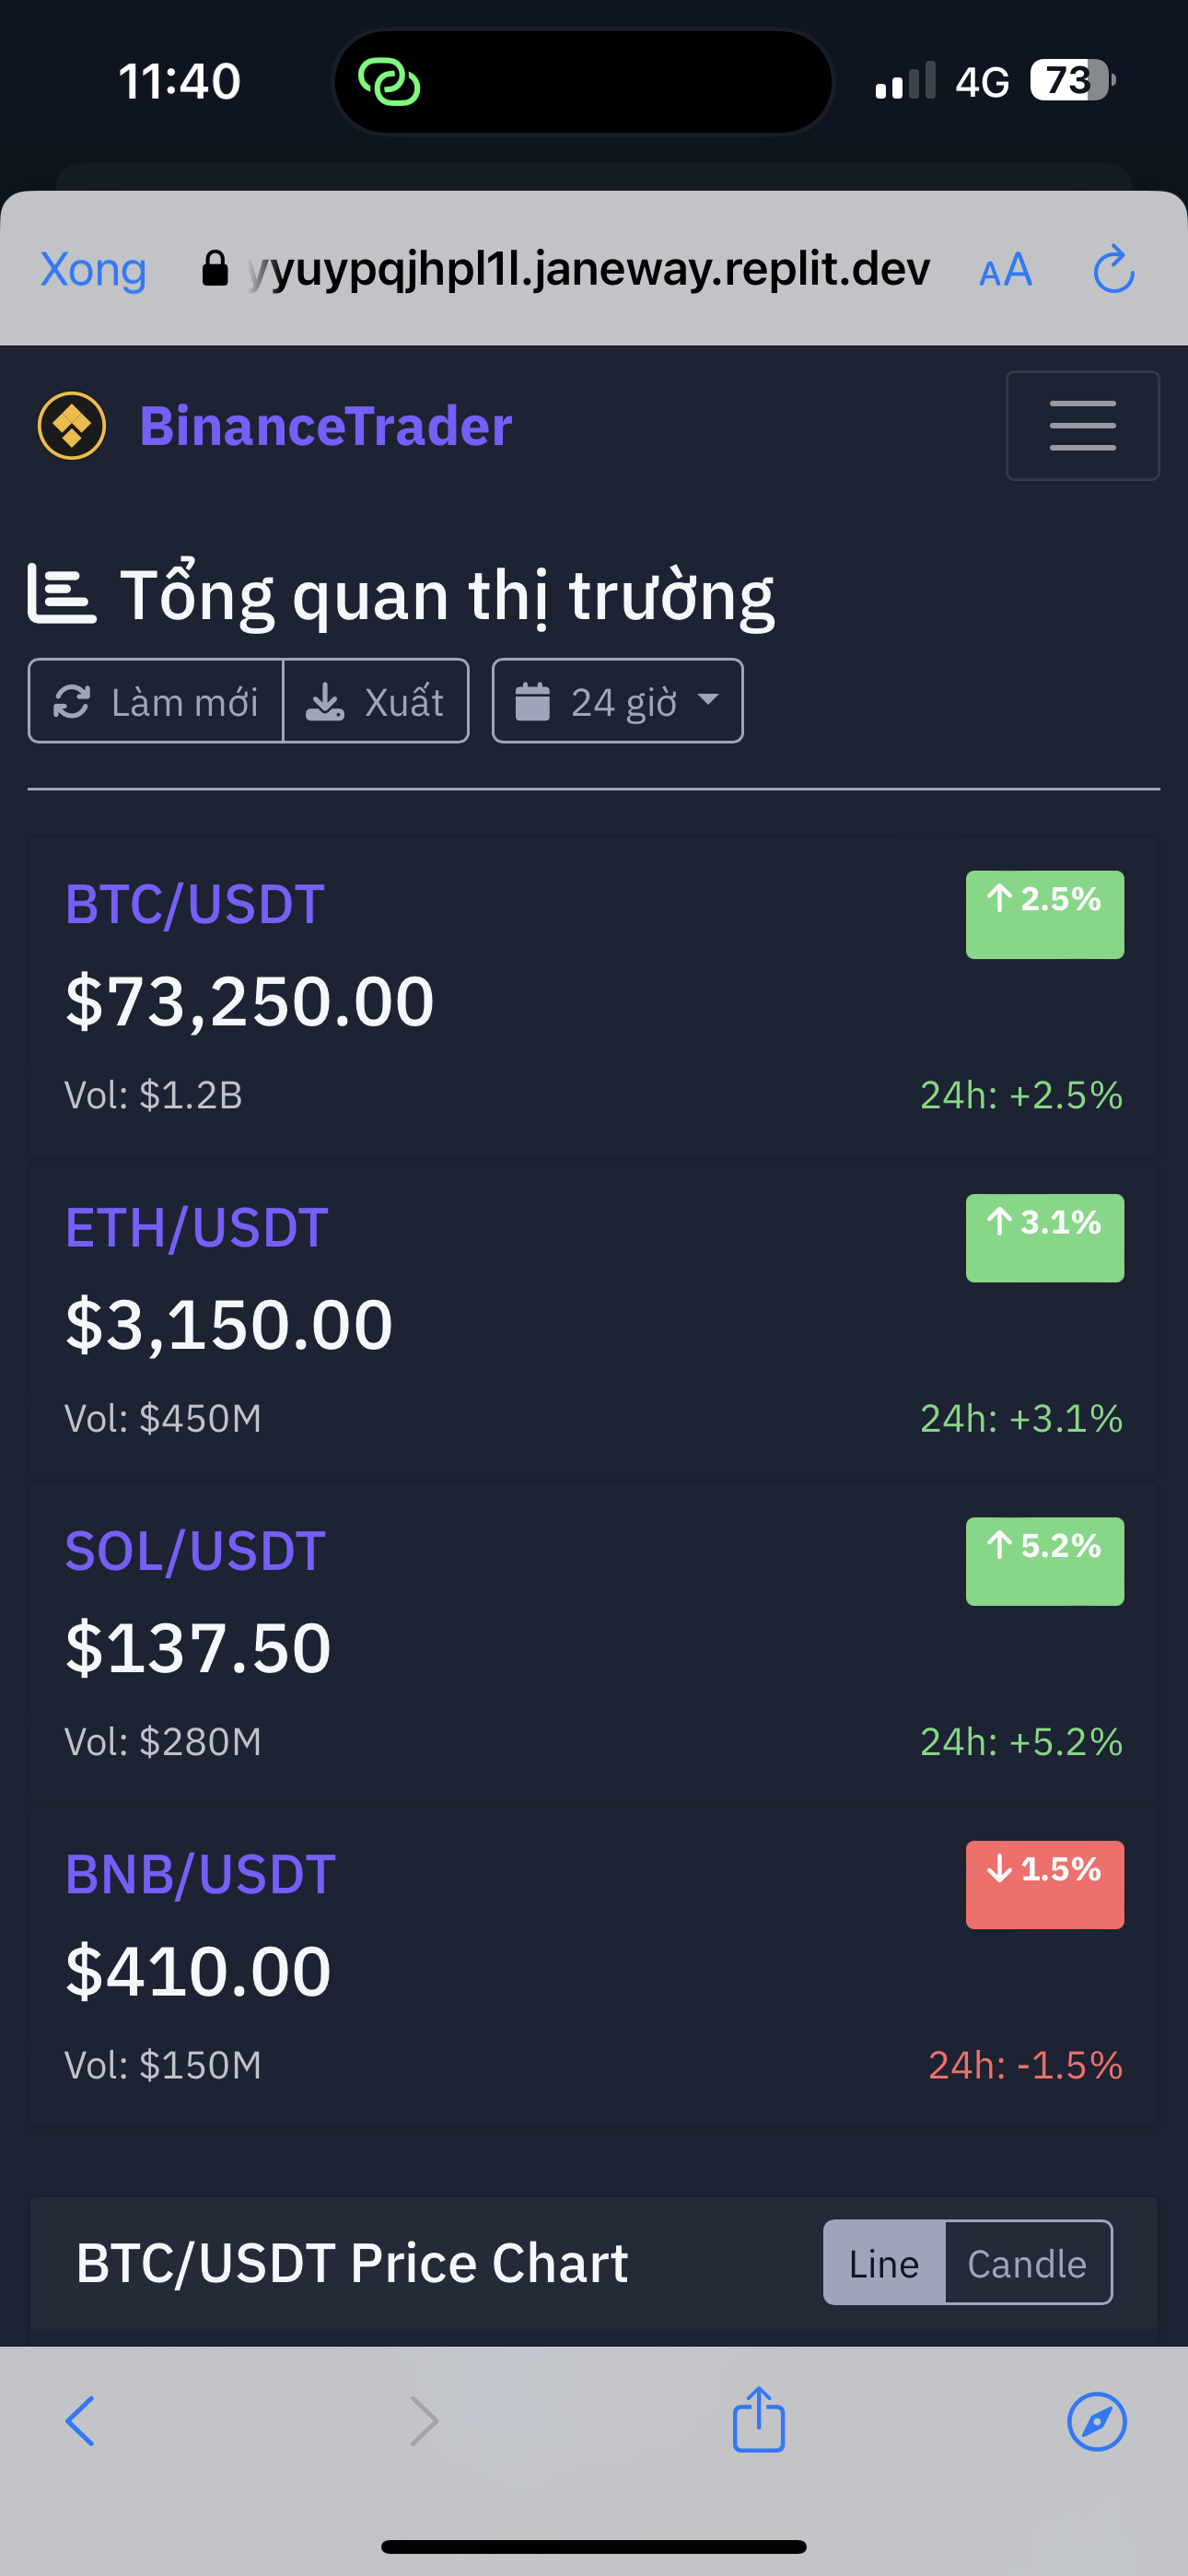 11:40
4G 73
Xong yyuypqjhpl1l.janeway.replit.dev AA
BinanceTrader
Tổng quan thị trường
Làm mới Xuất 24 giờ
BTC/USDT 2.5%
$73,250.00
Vol: $1.2B 24h: +2.5%
ETH/USDT 3.1%
$3,150.00
Vol: $450M 24h: +3.1%
SOL/USDT 5.2%
$137.50
Vol: $280M 24h: +5.2%
BNB/USDT 1.5%
$410.00
Vol: $150M 24h: -1.5%
BTC/USDT Price Chart Line Candle